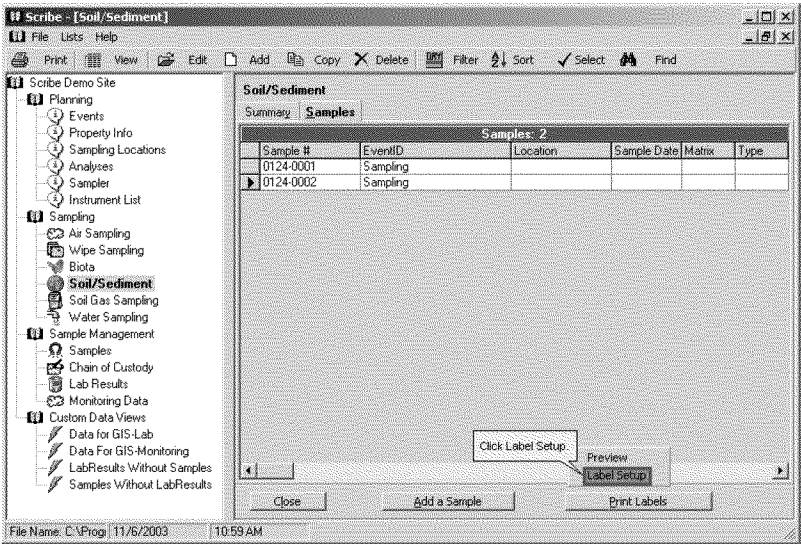 Scribe - [Soil/Sediment]
File Lists Help
Print View Edit Add Copy Delete Filter Sort Select Find
Scribe Demo Site
Planning
Events
Property Info
Sampling Locations
Analyses
Sampler
Instrument List
Sampling
Air Sampling
Wipe Sampling
Biota
Soil/Sediment
Soil Gas Sampling
Water Sampling
Sample Management
Samples
Chain of Custody
Lab Results
Monitoring Data
Custom Data Views
Data for GIS-Lab
Data For GIS-Monitoring
LabResults Without Samples
Samples Without LabResults
Soil/Sediment
Summary Samples
Samples: 2
Sample # EventID Location Sample Date Matrix Type
0124-0001 Sampling
0124-0002 Sampling
Click Label Setup.
Preview
Label Setup
Close Add a Sample Print Labels
File Name: C:\Progr 11/6/2003 10:59 AM